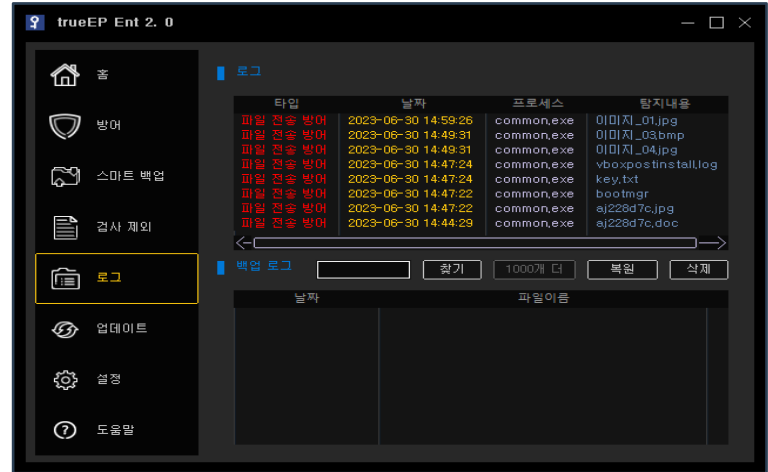 trueEP Ent 2. 0
홈
방어
스마트 백업
검사 제외
로그
업데이트
설정
도움말
로그
타입 날짜 프로세스 탐지내용
파일 전송 방어 2023-06-30 14:59:26 common,exe 이미지_01,jpg
파일 전송 방어 2023-06-30 14:49:31 common,exe 이미지_03,bmp
파일 전송 방어 2023-06-30 14:49:31 common,exe 이미지_04,jpg
파일 전송 방어 2023-06-30 14:47:24 common,exe vboxpostinstall,log
파일 전송 방어 2023-06-30 14:47:24 common,exe key,txt
파일 전송 방어 2023-06-30 14:47:22 common,exe bootmgr
파일 전송 방어 2023-06-30 14:47:22 common,exe aj228d7c,jpg
파일 전송 방어 2023-06-30 14:44:29 common,exe aj228d7c,doc
백업 로그 찾기 1000개 더 복원 삭제
날짜 파일이름